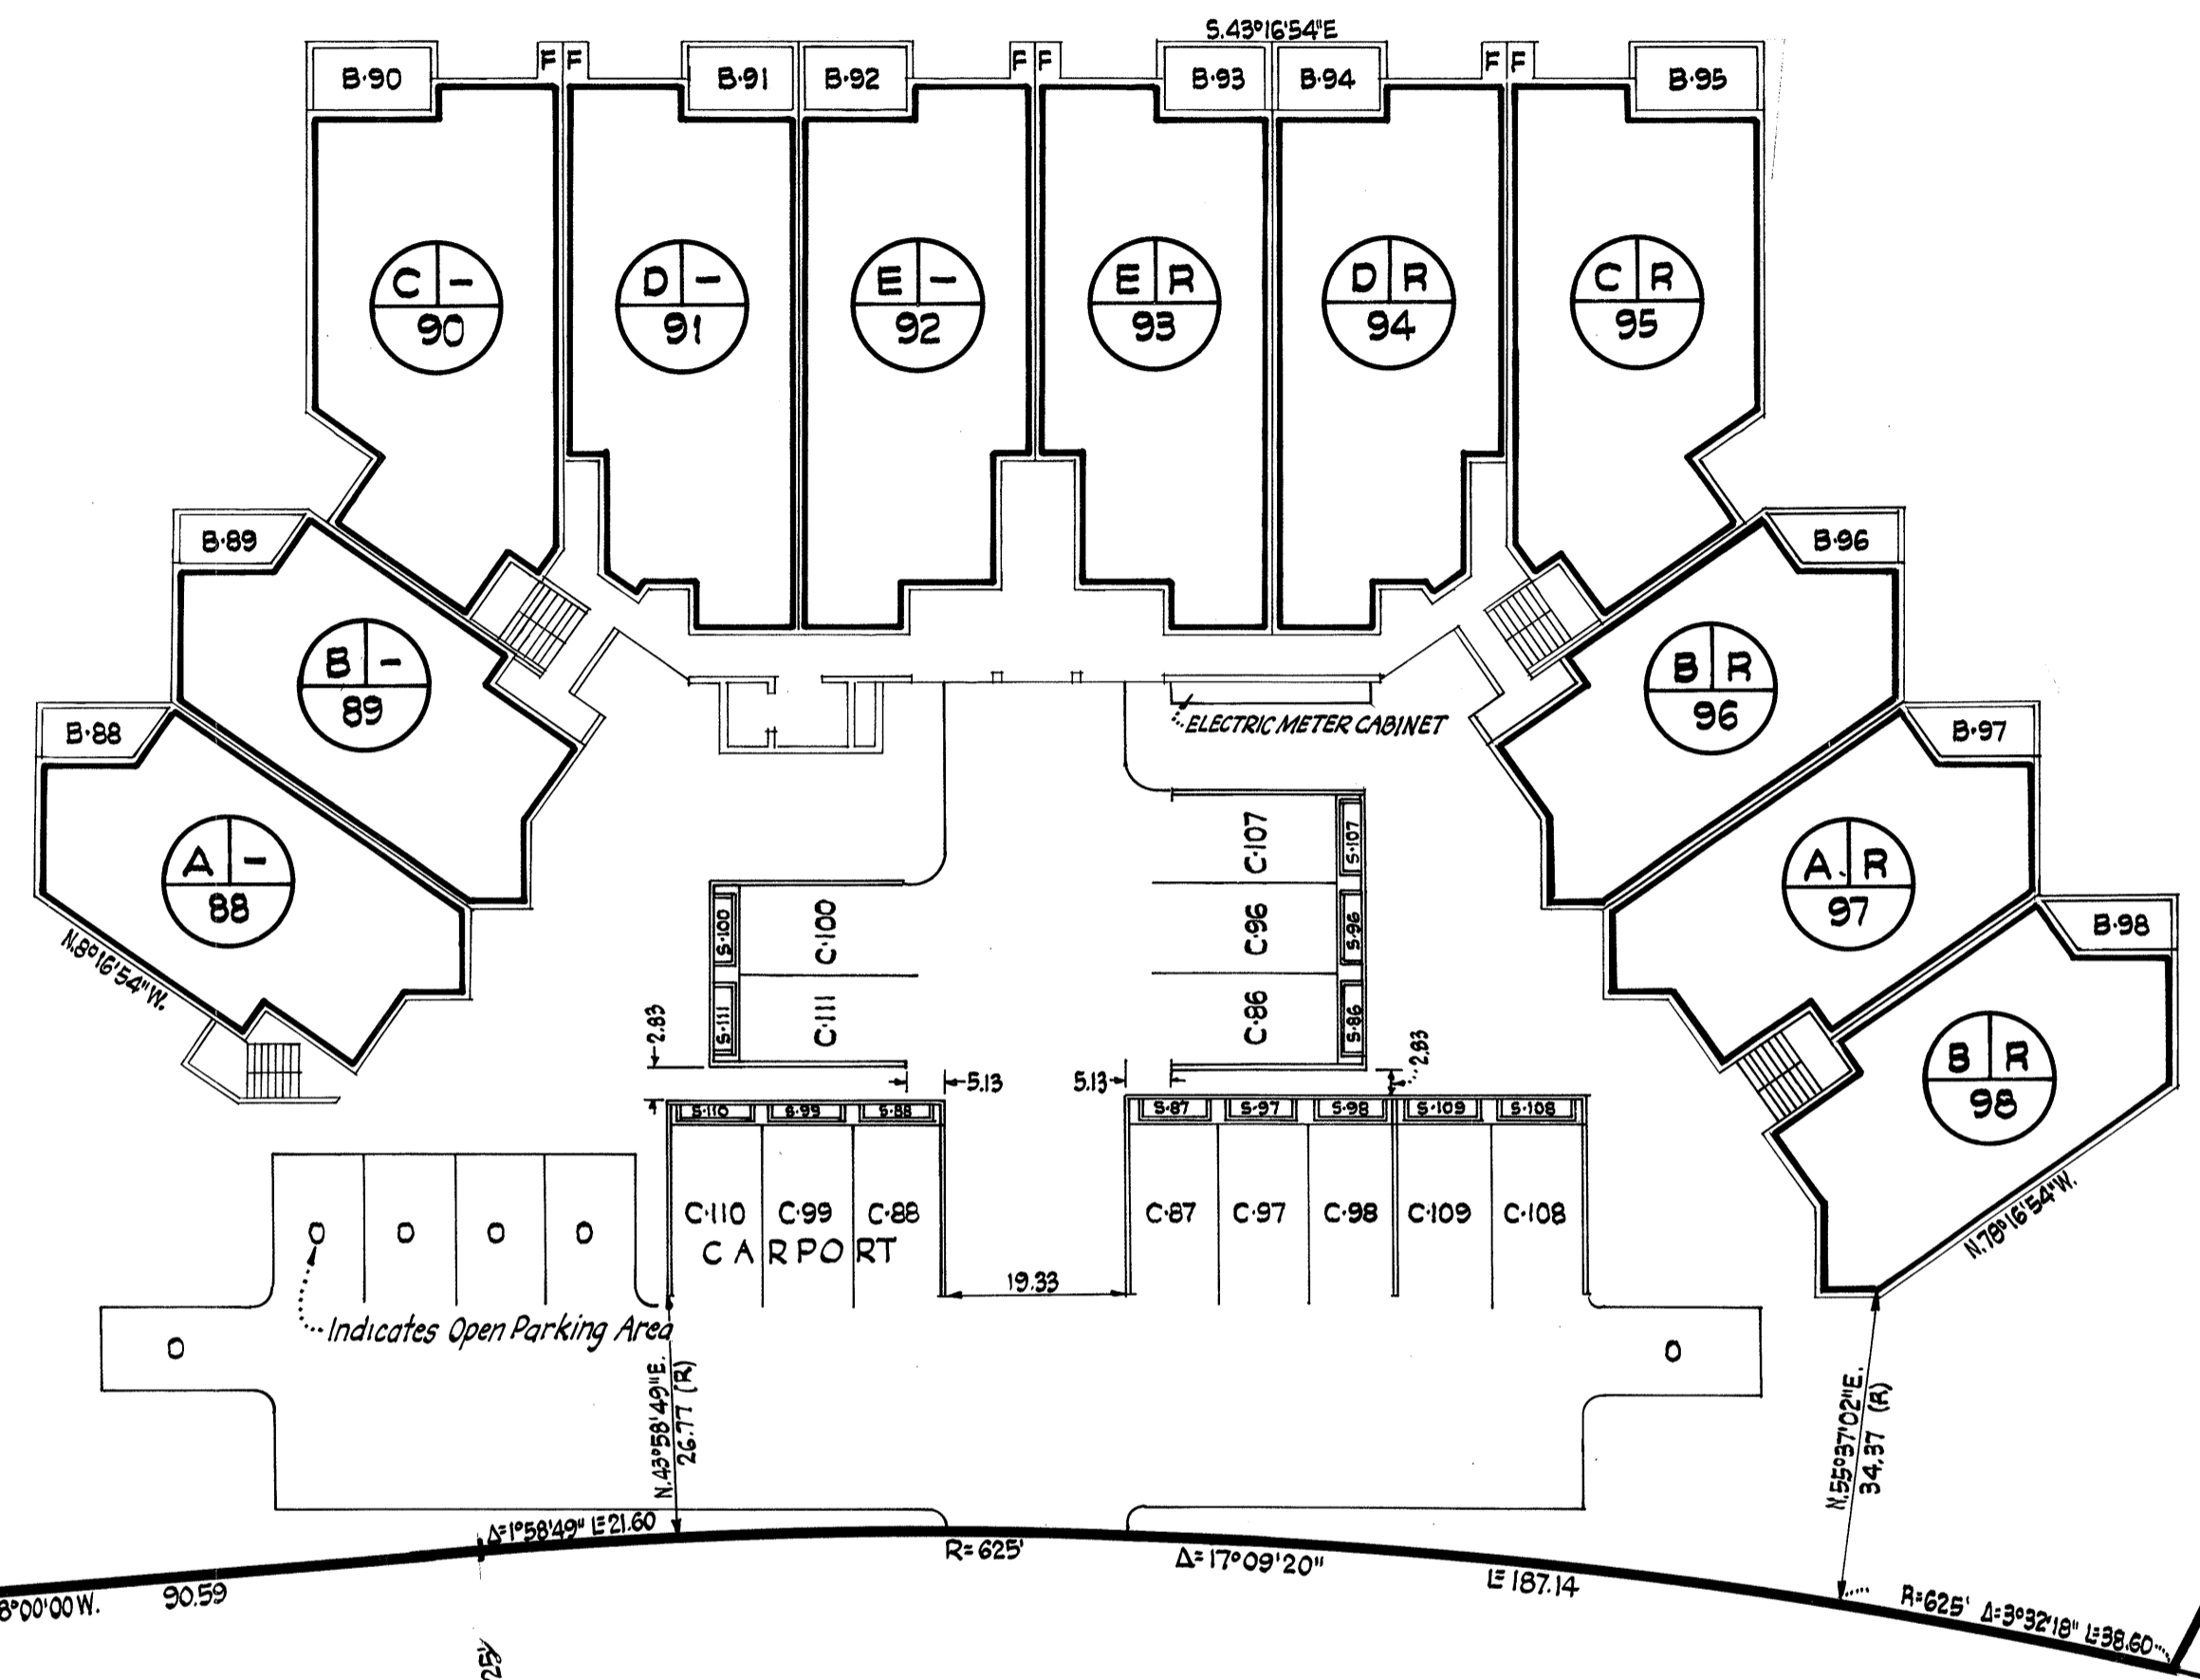 S.43°16'54"E
B-90
F F
B-91
B-92
F F
B-93
B-94
F F
B-95
C -
90
D -
91
E -
92
E R
93
D R
94
C R
95
B-89
B-96
B -
89
B R
96
B-88
B-97
ELECTRIC METER CABINET
A -
88
A. R
97
B-98
N.8°16'54"W.
C-107
S-107
S-100
C-100
C-96
S-96
S-111
C-111
C-86
S-86
2.83
2.83
5.13
5.13
B R
98
S-110
S-99
S-88
S-87
S-97
S-98
S-109
S-108
C-110
C-99
C-88
CARPORT
C-87
C-97
C-98
C-109
C-108
N.78°16'54"W.
O
O
O
O
19.33
Indicates Open Parking Area
O
O
N.43°58'49"E.
26.77 (R)
N.55°37'02"E.
34.37 (R)
Δ=1°58'49" L=21.60
R=625'
Δ=17°09'20"
L=187.14
R=625' Δ=3°32'18" L=38.60
8°00'00"W.
90.59
25'